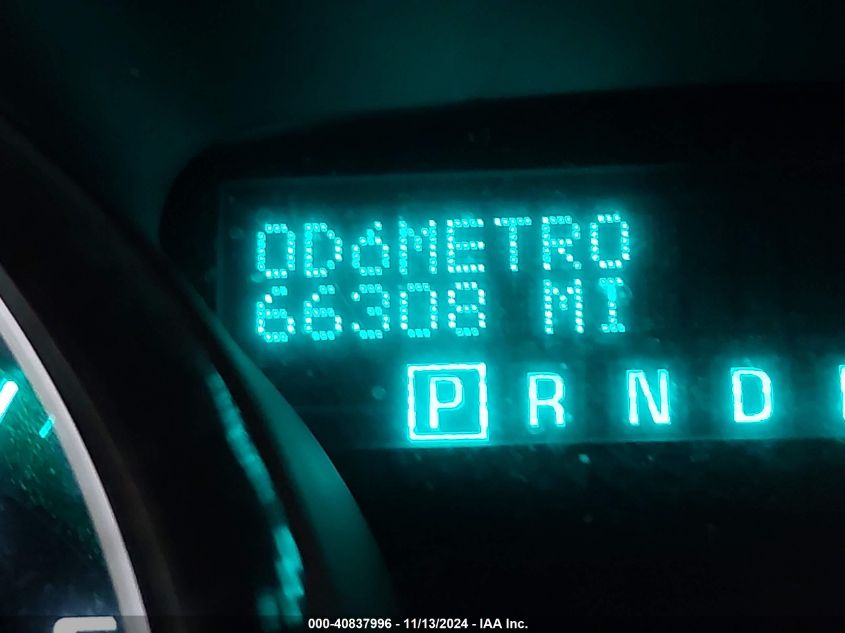 ODóMETRO
66308 MI
P R N D
000-40837996 - 11/13/2024 - IAA Inc.